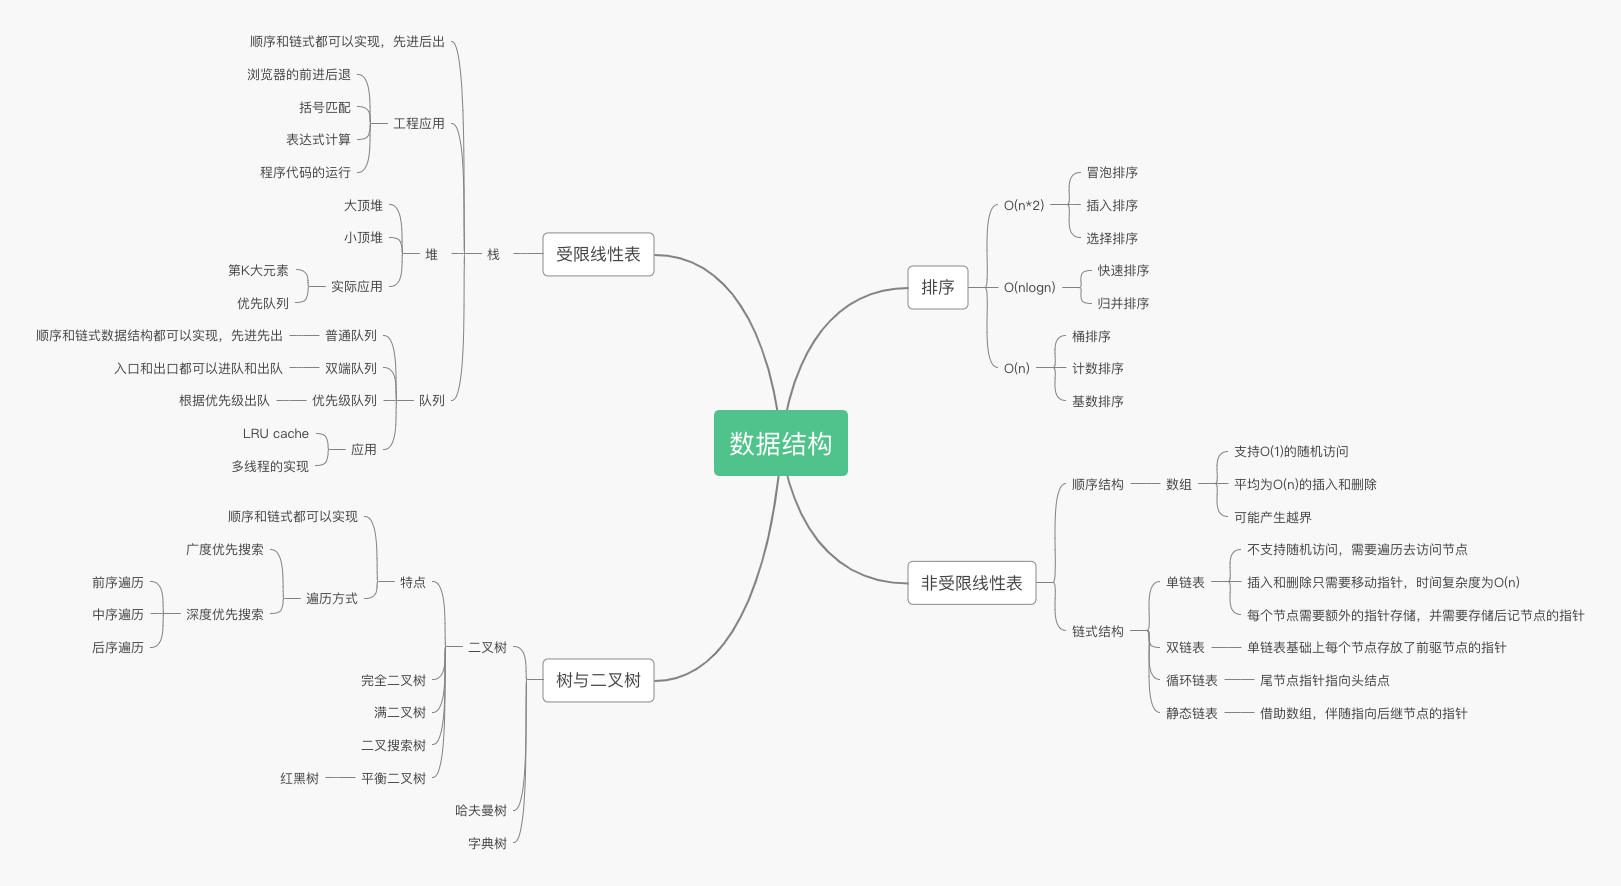 数据结构
受限线性表
栈
顺序和链式都可以实现，先进后出
工程应用
浏览器的前进后退
括号匹配
表达式计算
程序代码的运行
堆
大顶堆
小顶堆
实际应用
第K大元素
优先队列
队列
普通队列
顺序和链式数据结构都可以实现，先进先出
双端队列
入口和出口都可以进队和出队
优先级队列
根据优先级出队
应用
LRU cache
多线程的实现
树与二叉树
二叉树
特点
顺序和链式都可以实现
遍历方式
广度优先搜索
深度优先搜索
前序遍历
中序遍历
后序遍历
完全二叉树
满二叉树
二叉搜索树
平衡二叉树
红黑树
哈夫曼树
字典树
排序
O(n*2)
冒泡排序
插入排序
选择排序
O(nlogn)
快速排序
归并排序
O(n)
桶排序
计数排序
基数排序
非受限线性表
顺序结构
数组
支持O(1)的随机访问
平均为O(n)的插入和删除
可能产生越界
链式结构
单链表
不支持随机访问，需要遍历去访问节点
插入和删除只需要移动指针，时间复杂度为O(n)
每个节点需要额外的指针存储，并需要存储后记节点的指针
双链表
单链表基础上每个节点存放了前驱节点的指针
循环链表
尾节点指针指向头结点
静态链表
借助数组，伴随指向后继节点的指针